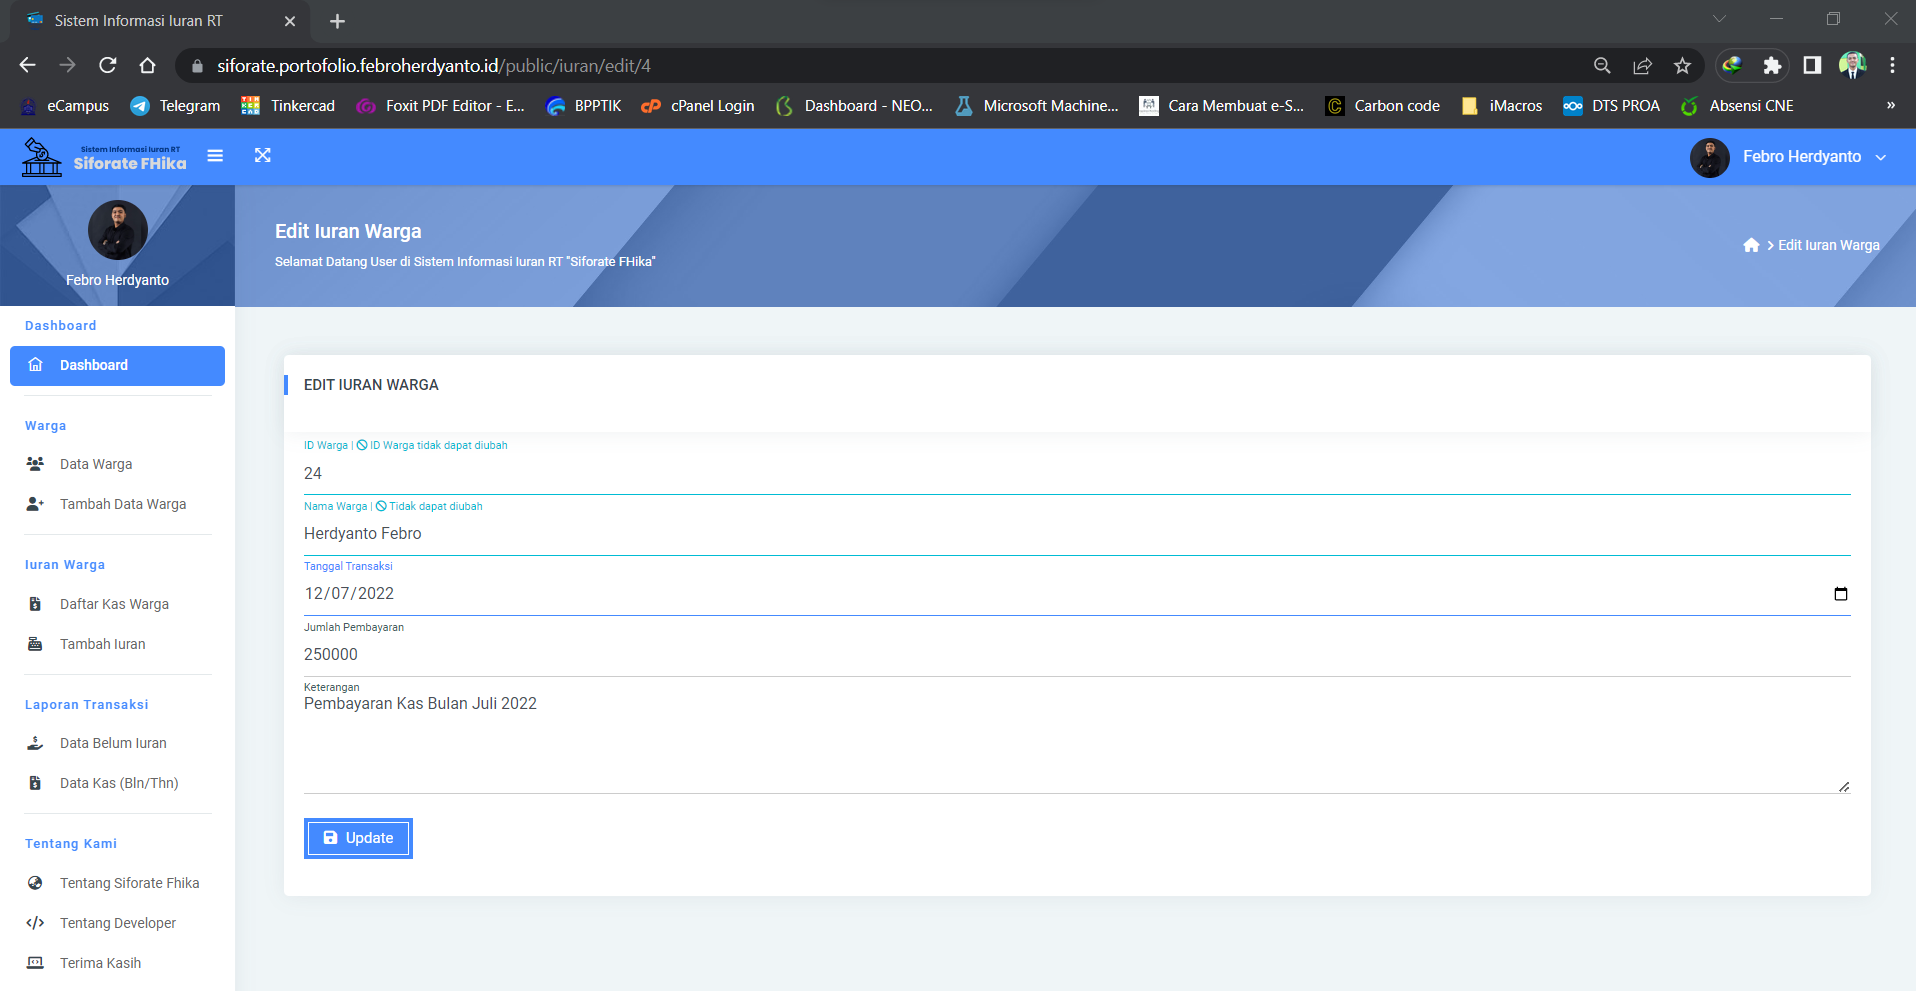 Sistem Informasi Iuran RT
siforate.portofolio.febroherdyanto.id/public/iuran/edit/4
eCampus Telegram Tinkercad Foxit PDF Editor - E... BPPTIK cPanel Login Dashboard - NEO... Microsoft Machine... Cara Membuat e-S... Carbon code iMacros DTS PROA Absensi CNE »
Sistem Informasi Iuran RT
Siforate FHika
Febro Herdyanto
Febro Herdyanto
Edit Iuran Warga
Selamat Datang User di Sistem Informasi Iuran RT "Siforate FHika"
Edit Iuran Warga
Dashboard
Dashboard
Warga
Data Warga
Tambah Data Warga
Iuran Warga
Daftar Kas Warga
Tambah Iuran
Laporan Transaksi
Data Belum Iuran
Data Kas (Bln/Thn)
Tentang Kami
Tentang Siforate Fhika
Tentang Developer
Terima Kasih
EDIT IURAN WARGA
ID Warga | ID Warga tidak dapat diubah
24
Nama Warga | Tidak dapat diubah
Herdyanto Febro
Tanggal Transaksi
12/07/2022
Jumlah Pembayaran
250000
Keterangan
Pembayaran Kas Bulan Juli 2022
Update